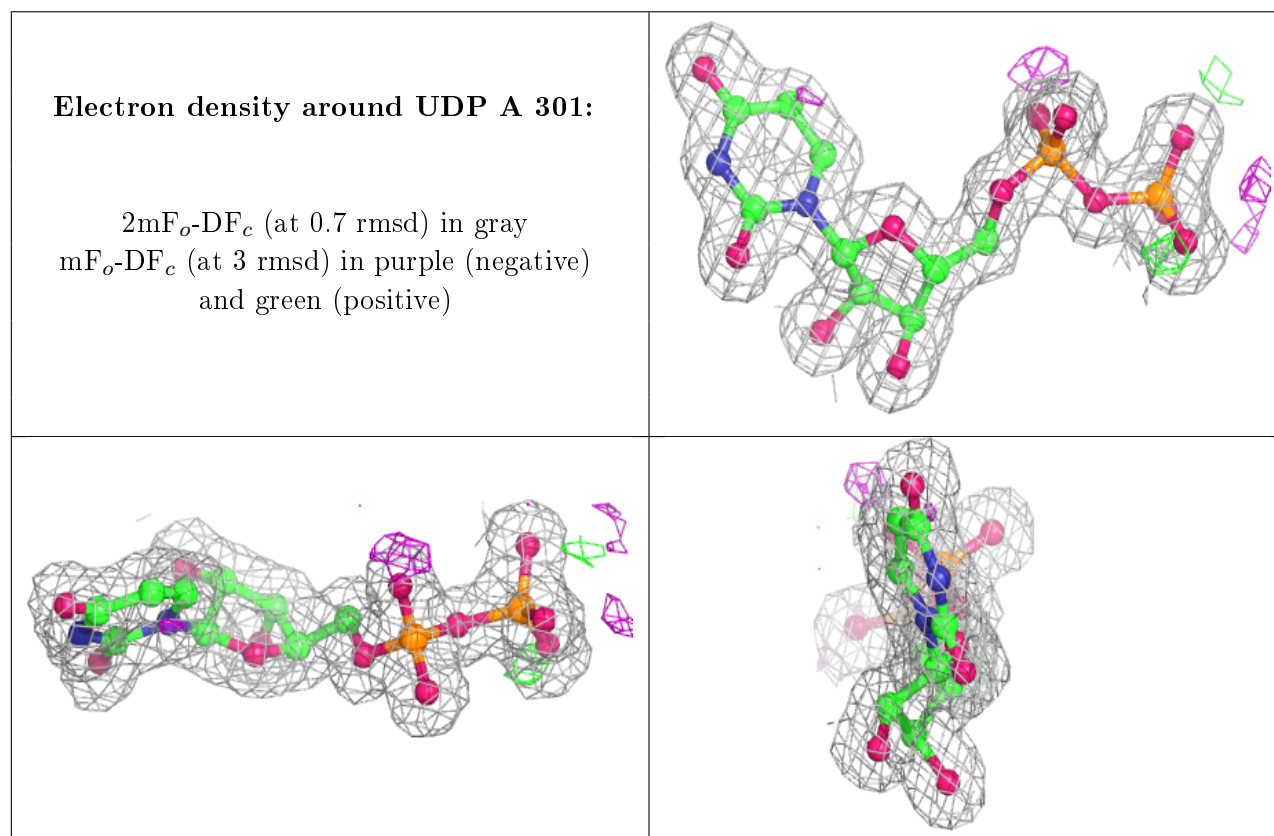 Electron density around UDP A 301:
2mFo-DFc (at 0.7 rmsd) in gray
mFo-DFc (at 3 rmsd) in purple (negative)
and green (positive)